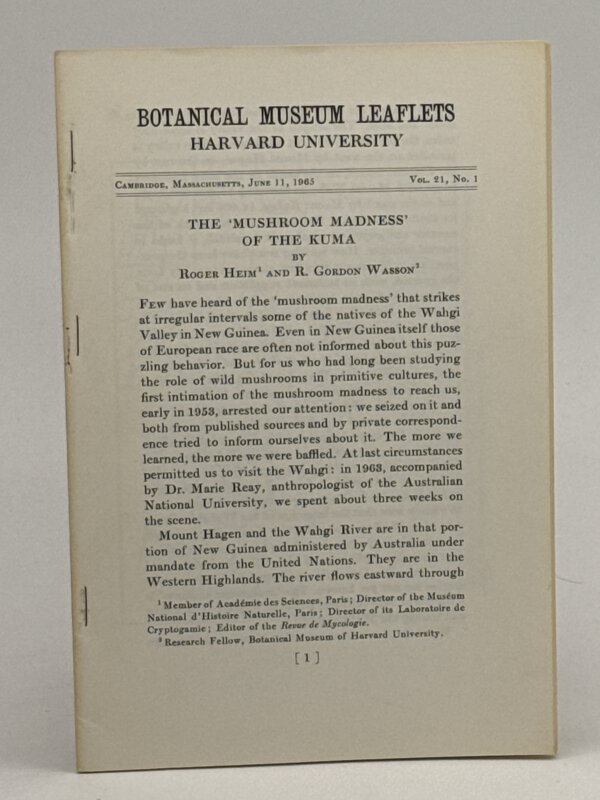 BOTANICAL MUSEUM LEAFLETS
HARVARD UNIVERSITY
CAMBRIDGE, MASSACHUSETTS, JUNE 11, 1965 VOL. 21, NO. 1
THE ‘MUSHROOM MADNESS’
OF THE KUMA
BY
ROGER HEIM¹ AND R. GORDON WASSON²
FEW have heard of the ‘mushroom madness’ that strikes
at irregular intervals some of the natives of the Wahgi
Valley in New Guinea. Even in New Guinea itself those
of European race are often not informed about this puz-
zling behavior. But for us who had long been studying
the role of wild mushrooms in primitive cultures, the
first intimation of the mushroom madness to reach us,
early in 1953, arrested our attention: we seized on it and
both from published sources and by private correspond-
ence tried to inform ourselves about it. The more we
learned, the more we were baffled. At last circumstances
permitted us to visit the Wahgi: in 1963, accompanied
by Dr. Marie Reay, anthropologist of the Australian
National University, we spent about three weeks on
the scene.
Mount Hagen and the Wahgi River are in that por-
tion of New Guinea administered by Australia under
mandate from the United Nations. They are in the
Western Highlands. The river flows eastward through
¹ Member of Académie des Sciences, Paris; Director of the Muséum
National d’Histoire Naturelle, Paris; Director of its Laboratoire de
Cryptogamie; Editor of the Revue de Mycologie.
² Research Fellow, Botanical Museum of Harvard University.
[ 1 ]